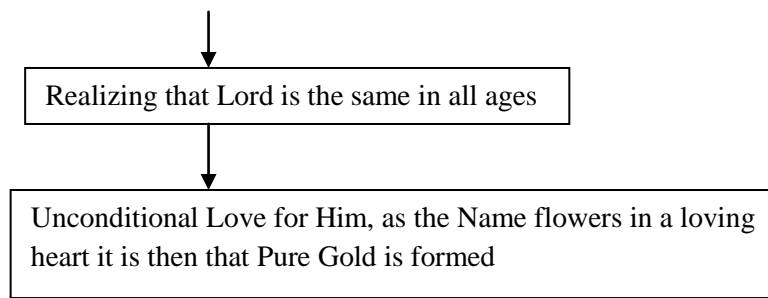 Realizing that Lord is the same in all ages
Unconditional Love for Him, as the Name flowers in a loving
heart it is then that Pure Gold is formed